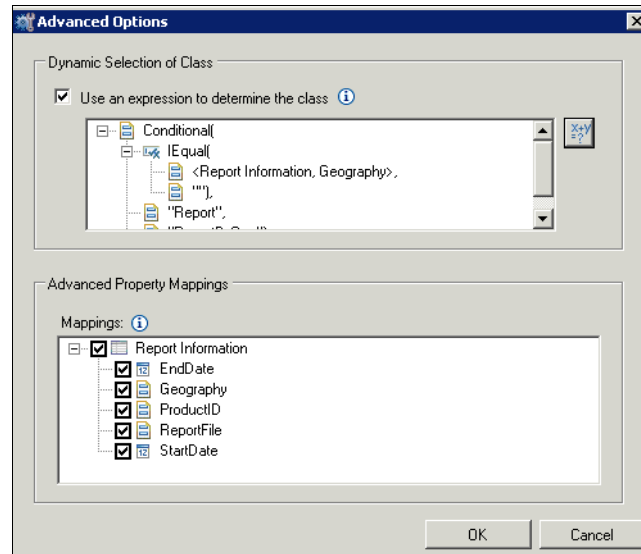 Advanced Options
Dynamic Selection of Class
Use an expression to determine the class
x+y
=?
Conditional(
IEqual(
<Report Information, Geography>,
""),
"Report",
Advanced Property Mappings
Mappings:
Report Information
EndDate
Geography
ProductID
ReportFile
StartDate
OK
Cancel